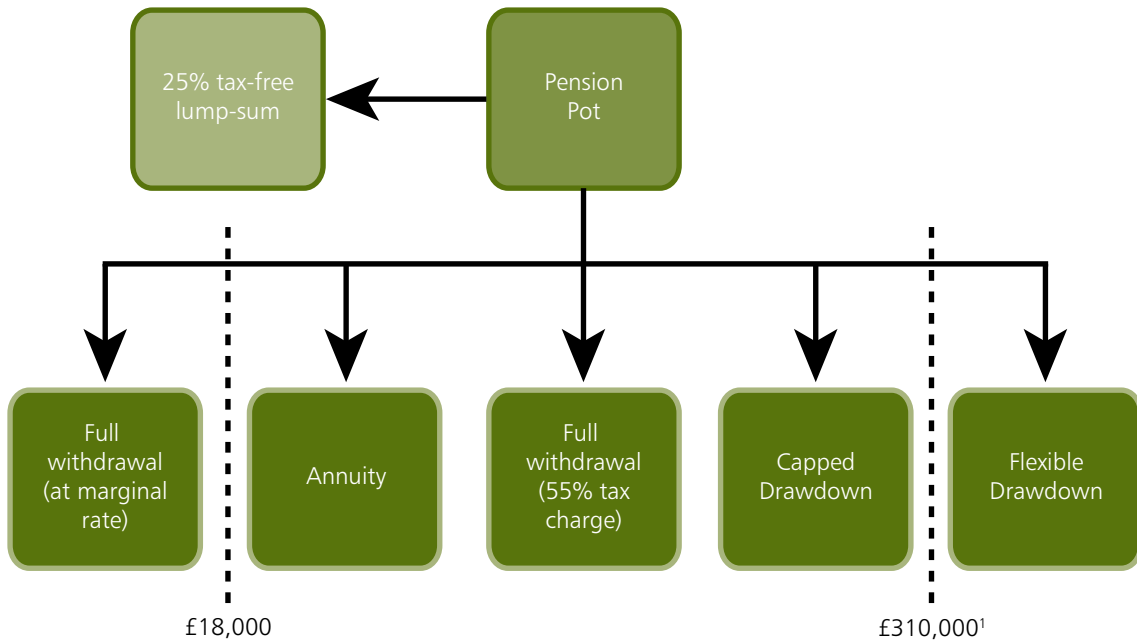 25% tax-free
lump-sum
Pension
Pot
Full
withdrawal
(at marginal
rate)
Annuity
Full
withdrawal
(55% tax
charge)
Capped
Drawdown
Flexible
Drawdown
£18,000
£310,000¹